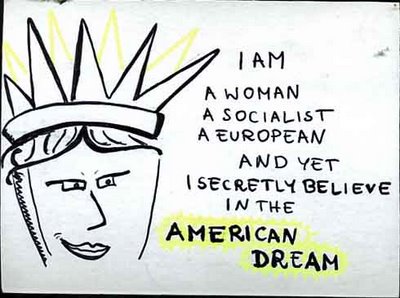 I AM
A WOMAN
A SOCIALIST
A EUROPEAN
AND YET
I SECRETLY BELIEVE
IN THE
AMERICAN
DREAM